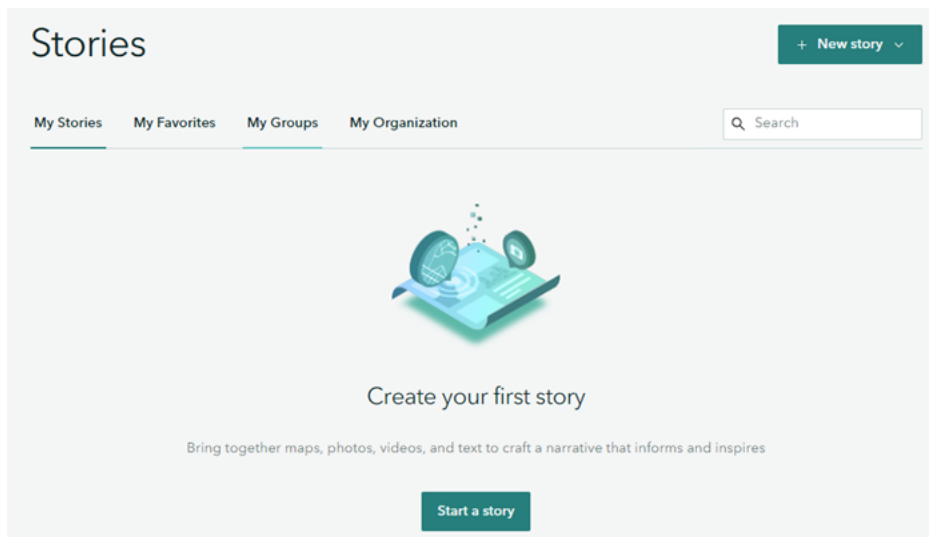 Stories
+ New story
My Stories My Favorites My Groups My Organization
Search
Create your first story
Bring together maps, photos, videos, and text to craft a narrative that informs and inspires
Start a story